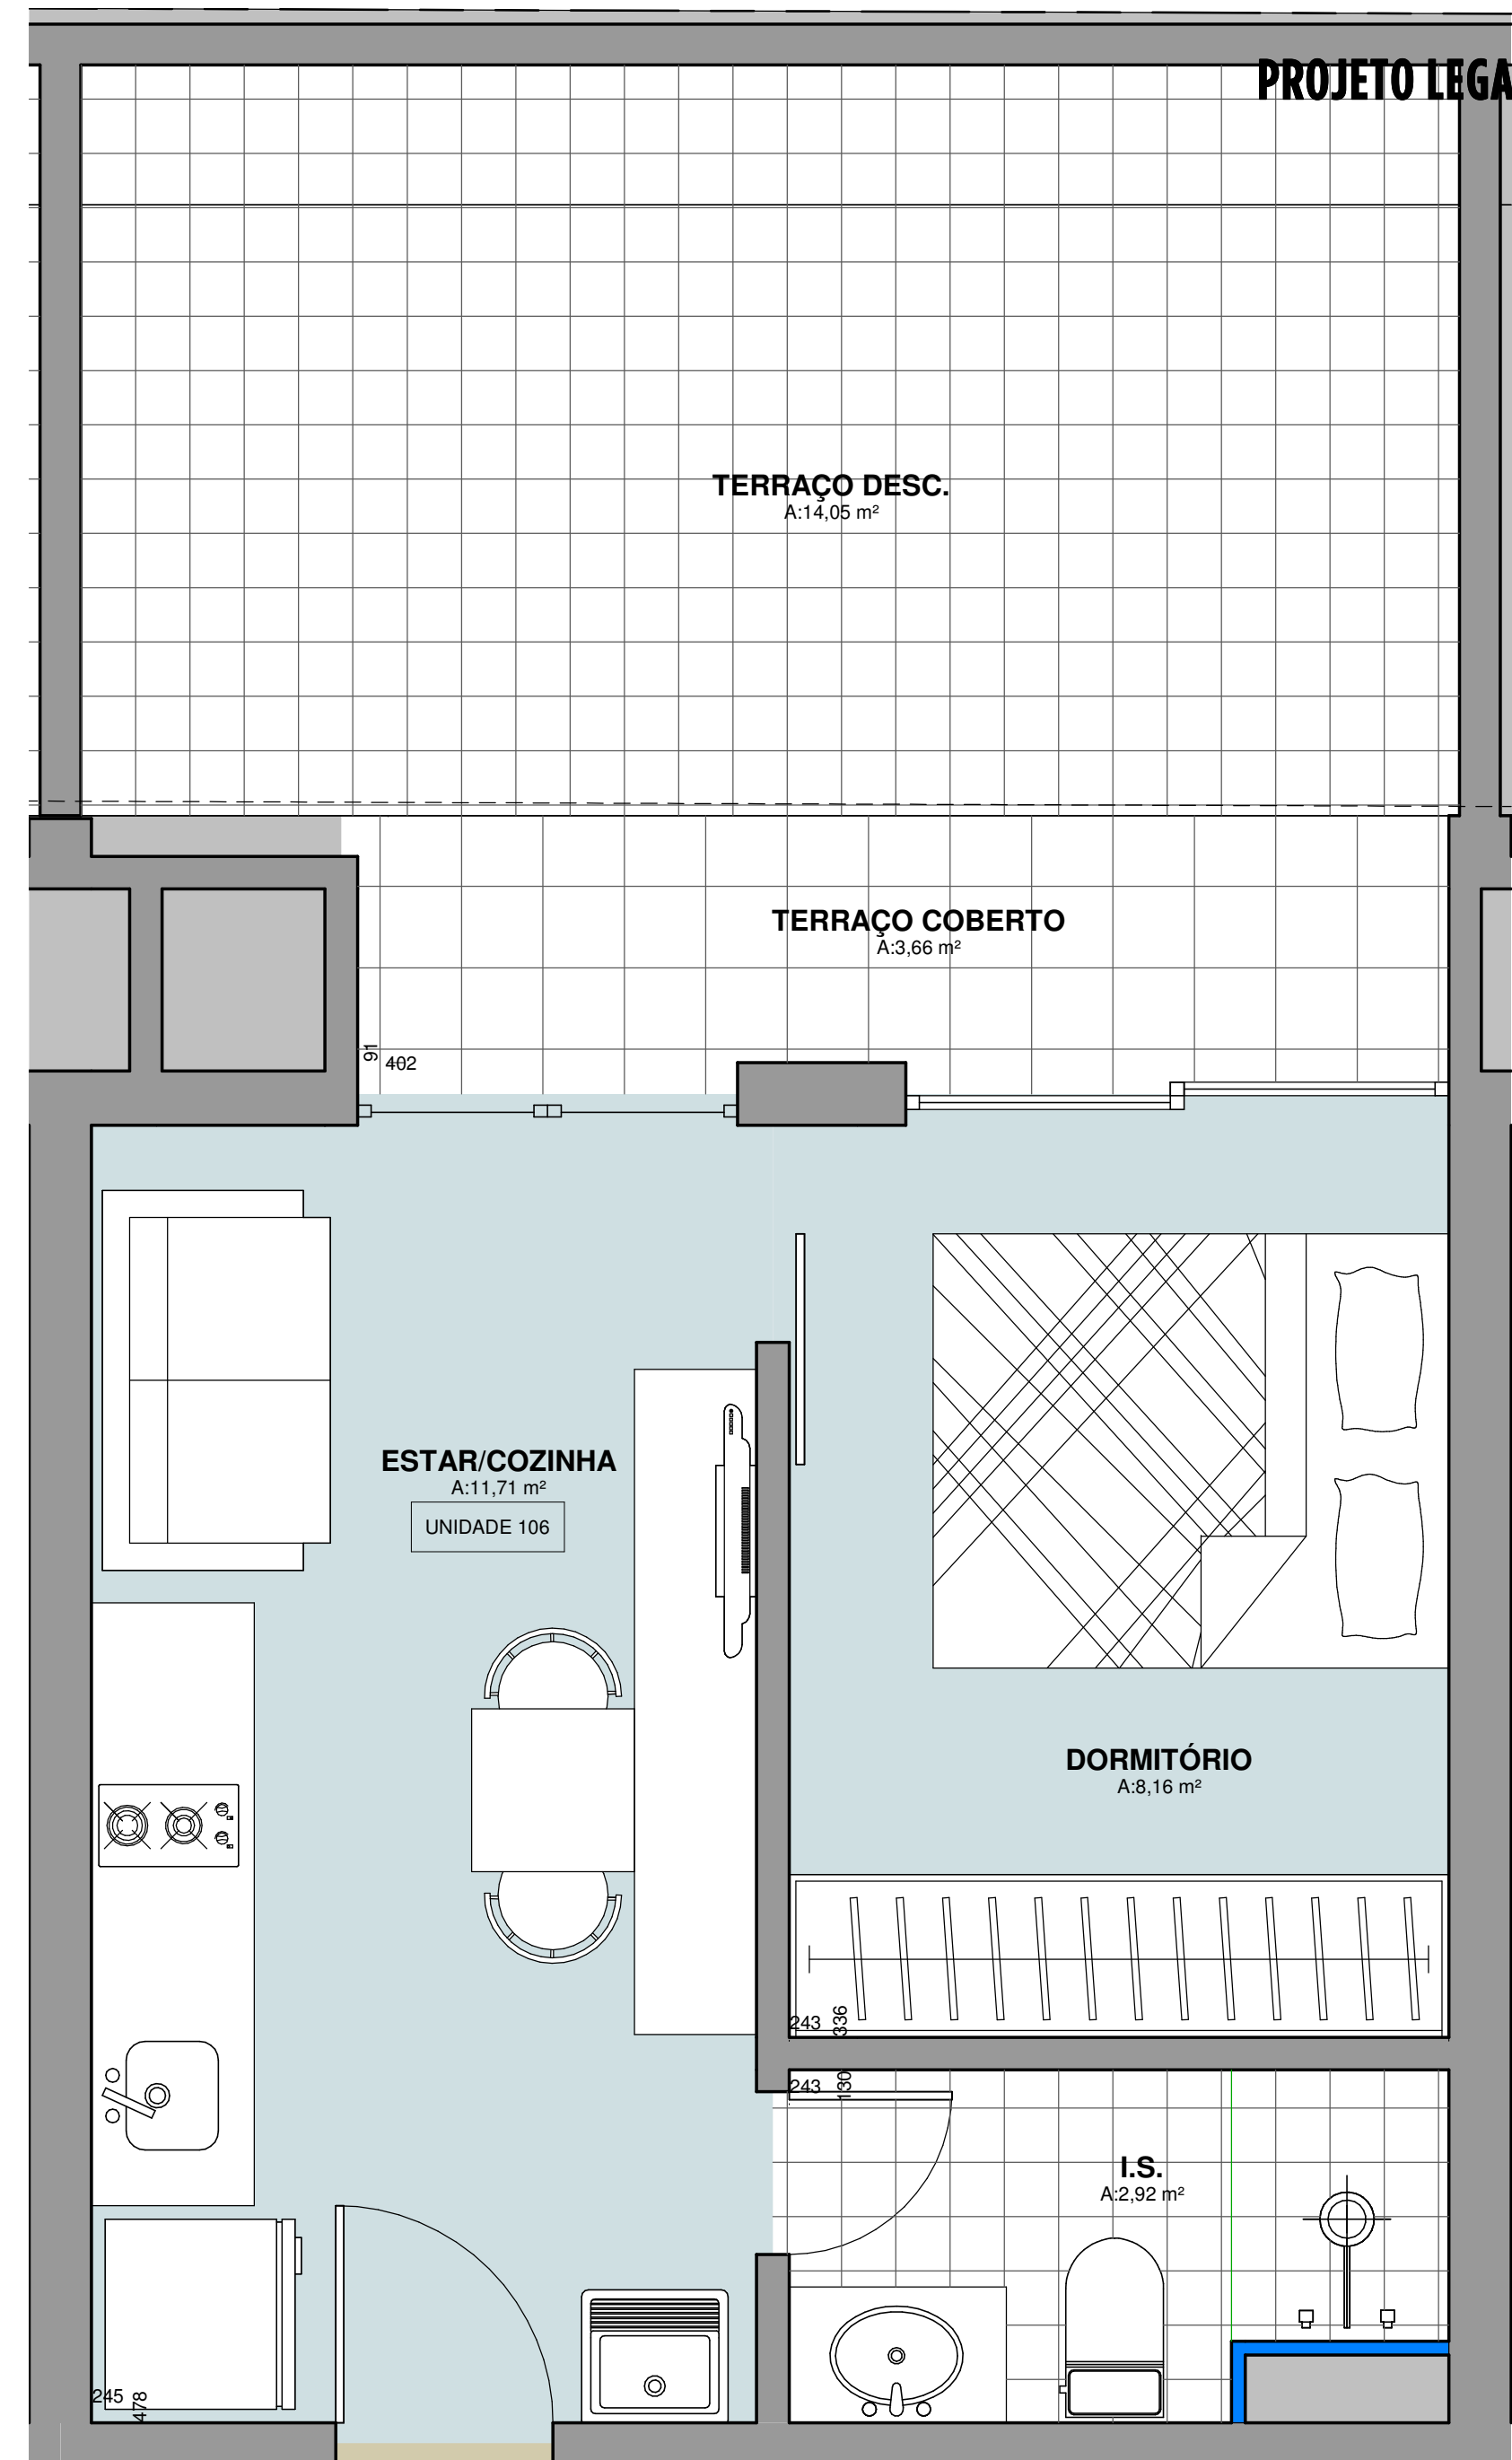 PROJETO LEGA
TERRAÇO DESC.
A:14,05 m²
TERRAÇO COBERTO
A:3,66 m²
91
402
ESTAR/COZINHA
A:11,71 m²
UNIDADE 106
DORMITÓRIO
A:8,16 m²
243
336
243
130
I.S.
A:2,92 m²
245
478